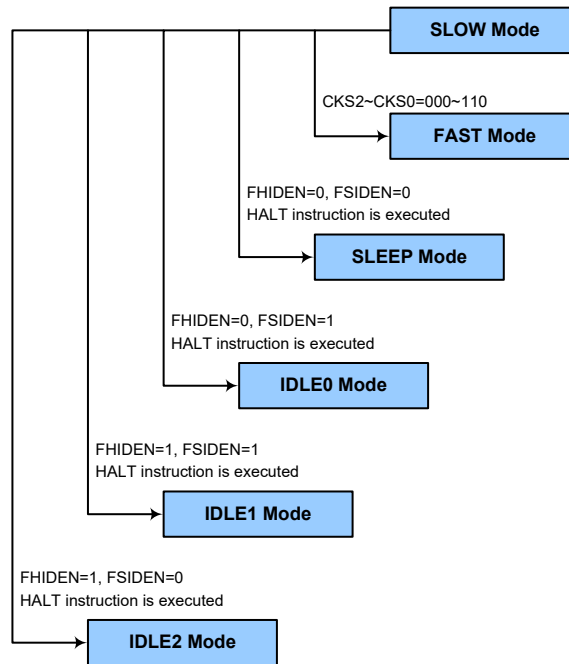 SLOW Mode
CKS2~CKS0=000~110
FAST Mode
FHIDEN=0, FSIDEN=0
HALT instruction is executed
SLEEP Mode
FHIDEN=0, FSIDEN=1
HALT instruction is executed
IDLE0 Mode
FHIDEN=1, FSIDEN=1
HALT instruction is executed
IDLE1 Mode
FHIDEN=1, FSIDEN=0
HALT instruction is executed
IDLE2 Mode